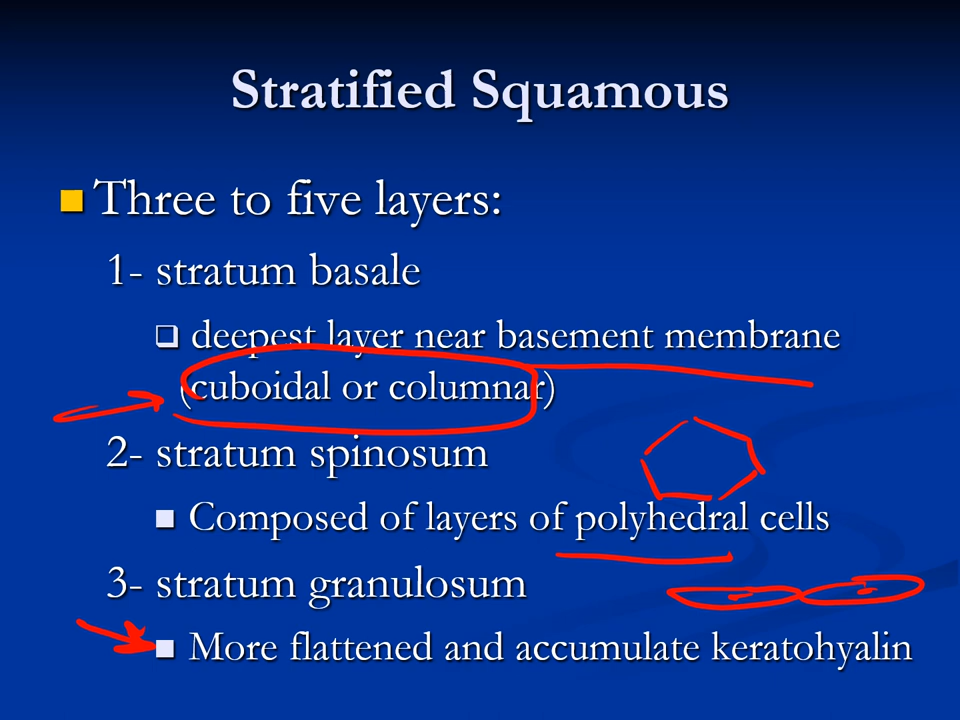 Stratified Squamous
Three to five layers:
1- stratum basale
deepest layer near basement membrane
(cuboidal or columnar)
2- stratum spinosum
Composed of layers of polyhedral cells
3- stratum granulosum
More flattened and accumulate keratohyalin